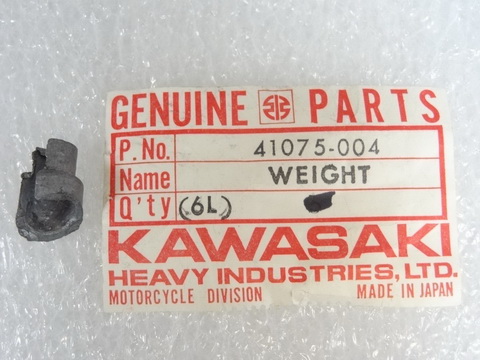 GENUINE PARTS
P. No. 41075-004
Name WEIGHT
Q'ty (6L)
KAWASAKI
HEAVY INDUSTRIES, LTD.
MOTORCYCLE DIVISION MADE IN JAPAN